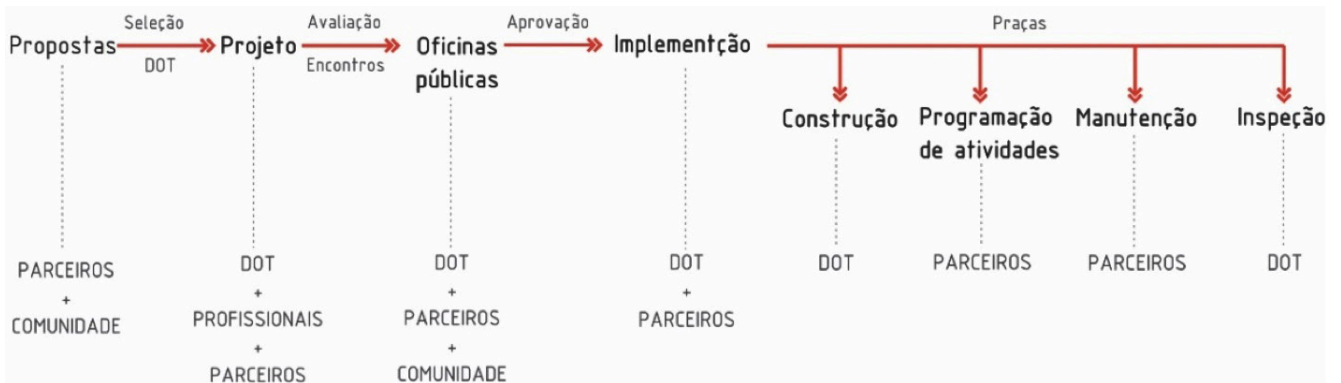 Propostas
Seleção
DOT
Projeto
Avaliação
Encontros
Oficinas
públicas
Aprovação
Implementção
Praças
Construção
Programação
de atividades
Manutenção
Inspeção
PARCEIROS
+
COMUNIDADE
DOT
+
PROFISSIONAIS
+
PARCEIROS
DOT
+
PARCEIROS
+
COMUNIDADE
DOT
+
PARCEIROS
DOT
PARCEIROS
PARCEIROS
DOT